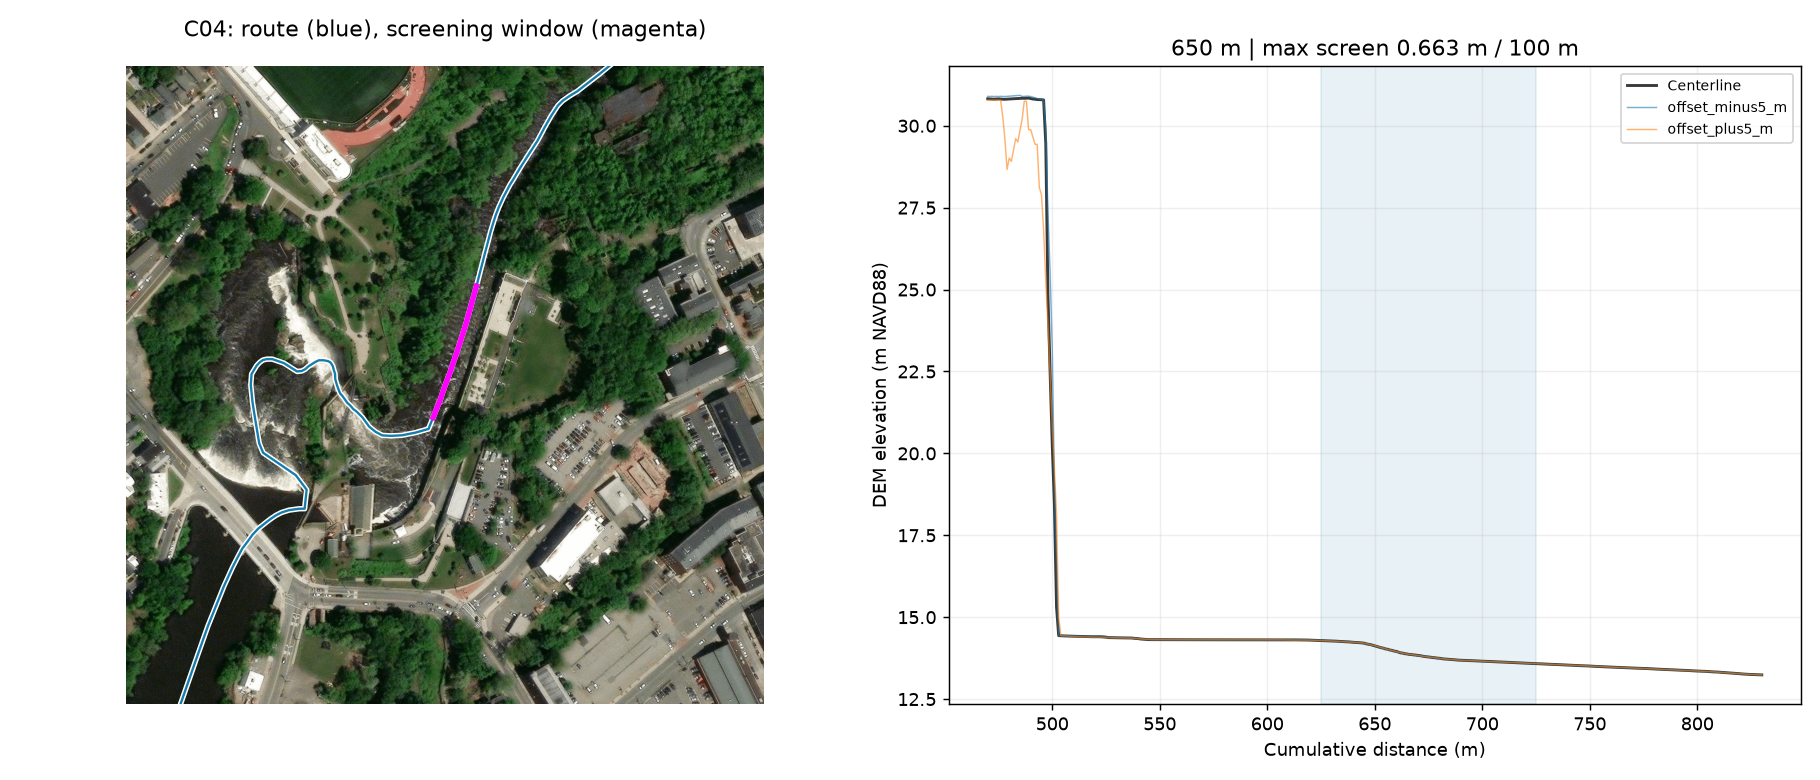 C04: route (blue), screening window (magenta)
650 m | max screen 0.663 m / 100 m
Centerline
offset_minus5_m
offset_plus5_m
DEM elevation (m NAVD88)
30.0
27.5
25.0
22.5
20.0
17.5
15.0
12.5
500
550
600
650
700
750
800
Cumulative distance (m)